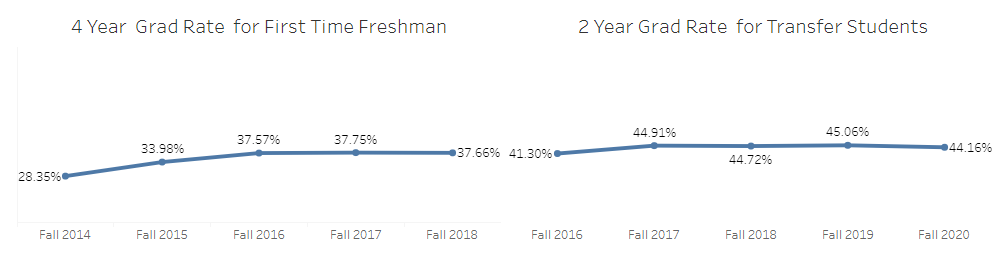 4 Year Grad Rate for First Time Freshman
28.35%
33.98%
37.57%
37.75%
37.66%
Fall 2014
Fall 2015
Fall 2016
Fall 2017
Fall 2018
2 Year Grad Rate for Transfer Students
41.30%
44.91%
44.72%
45.06%
44.16%
Fall 2016
Fall 2017
Fall 2018
Fall 2019
Fall 2020